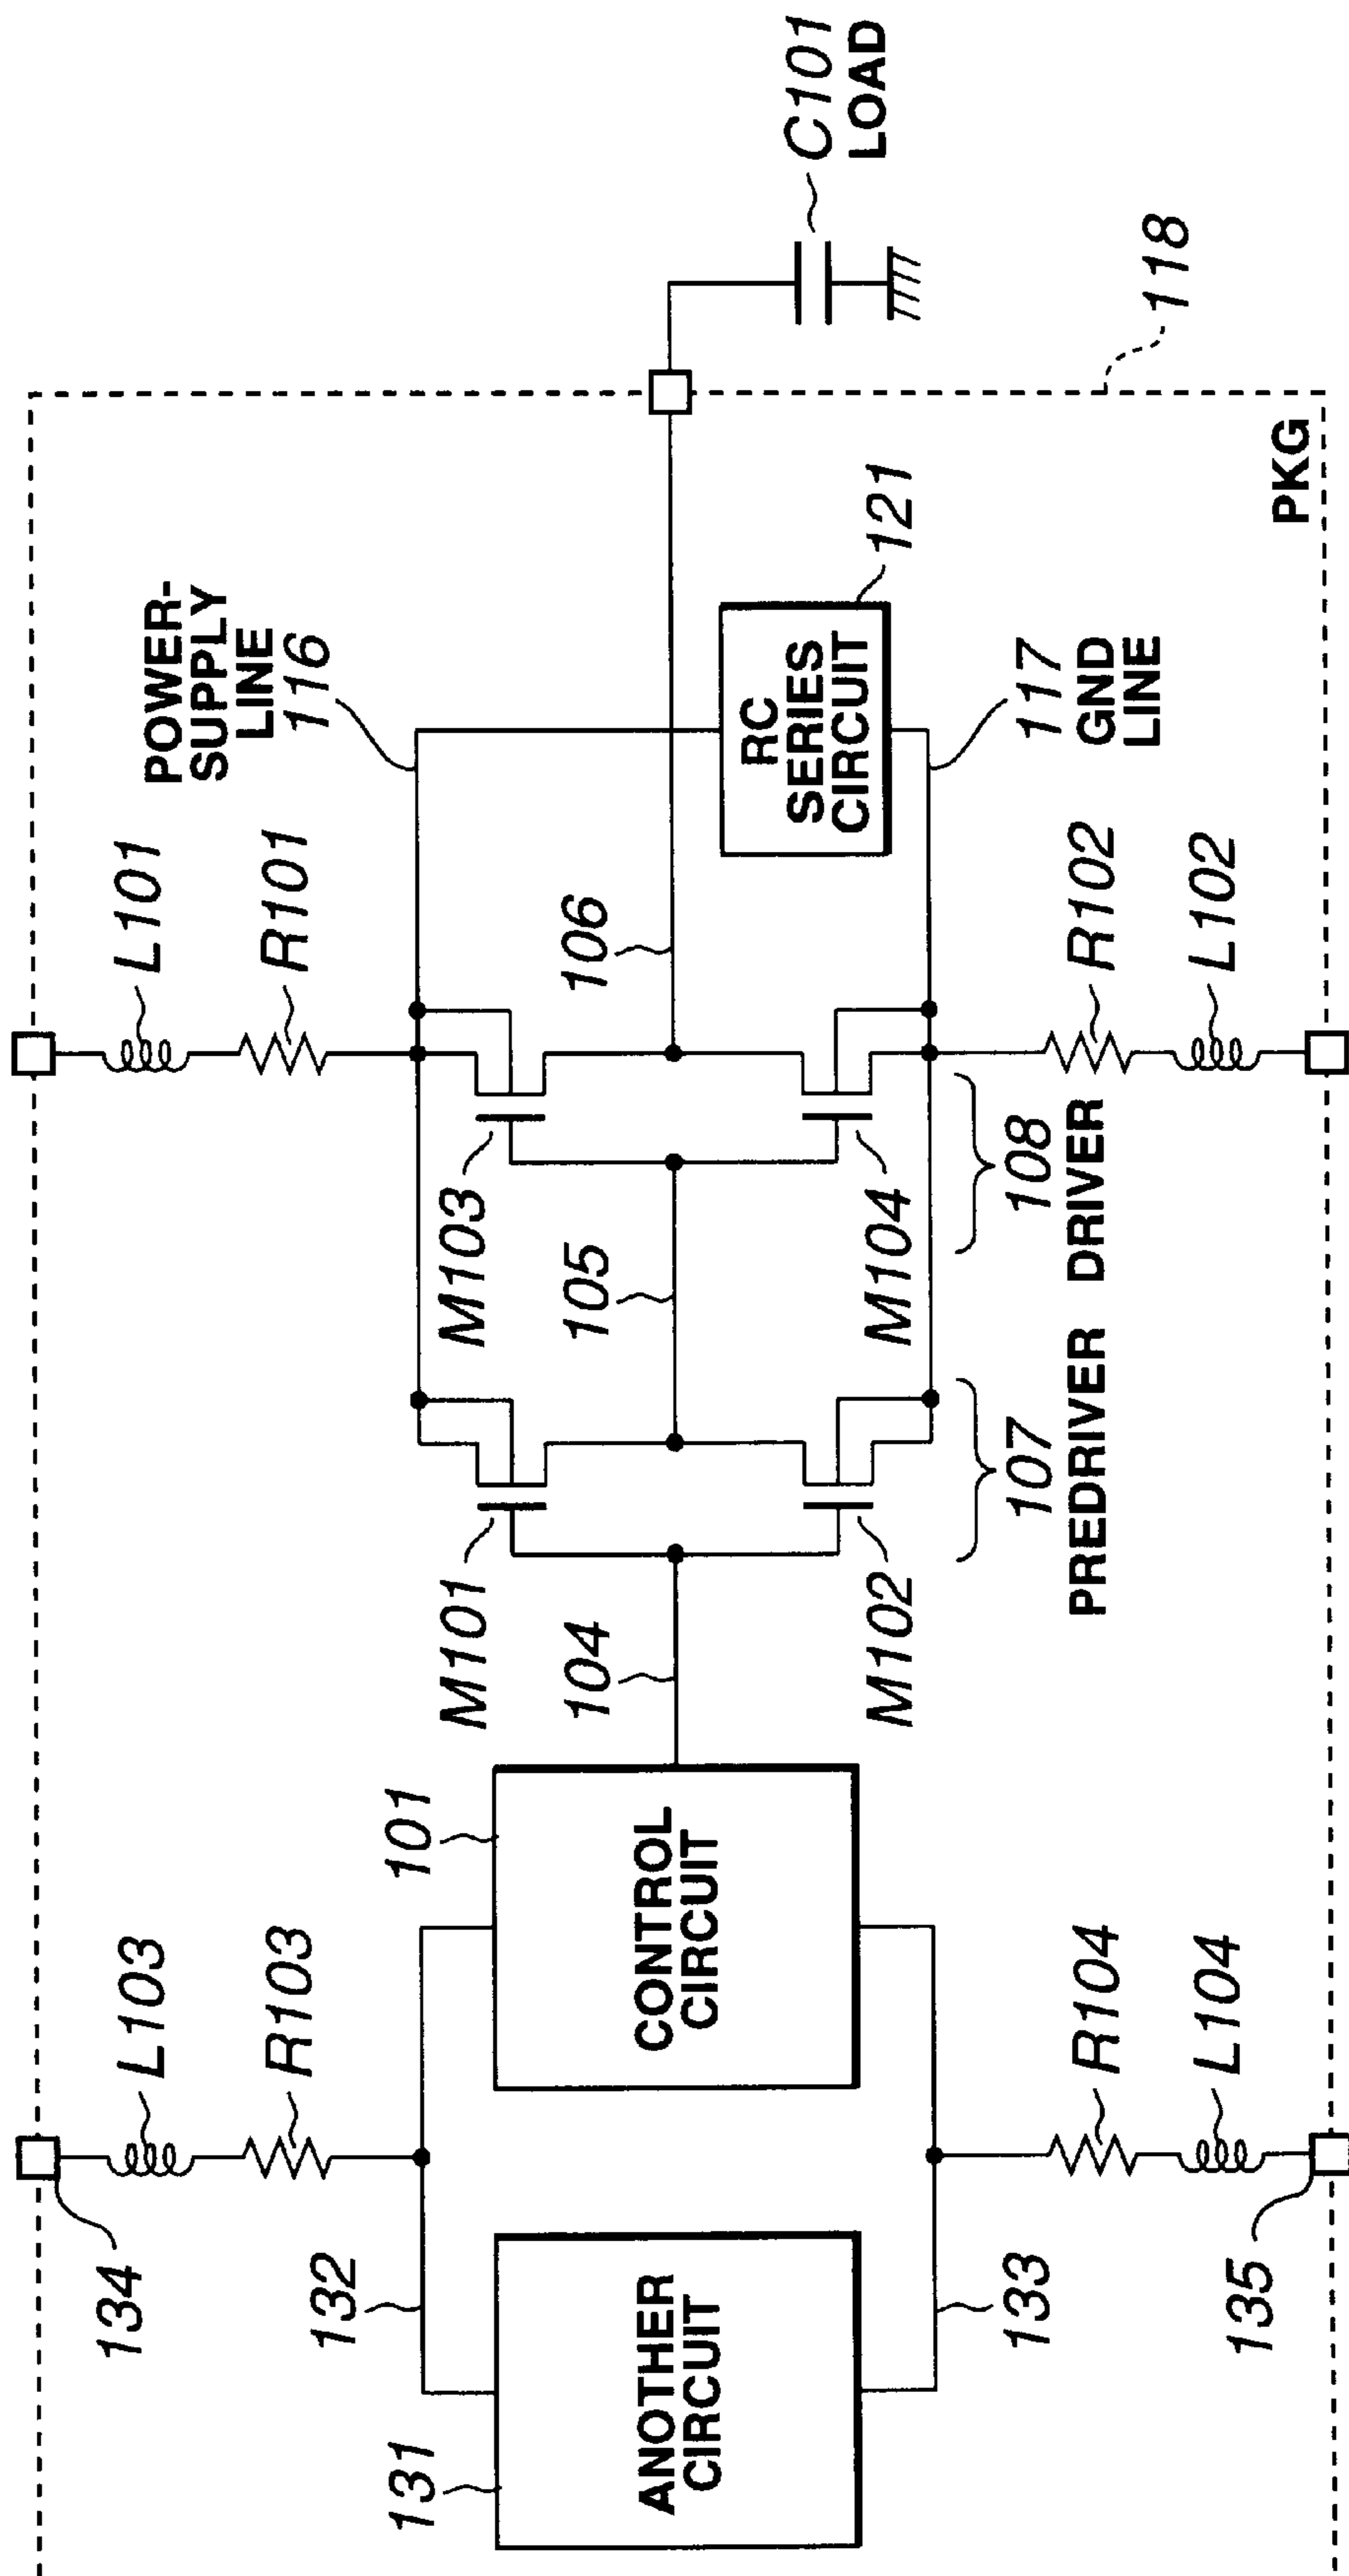 134
L103
R103
132
131
ANOTHER
CIRCUIT
101
CONTROL
CIRCUIT
133
R104
L104
135
104
M101
M102
107
PREDRIVER
105
M103
M104
108
DRIVER
L101
R101
106
R102
L102
POWER-
SUPPLY
LINE
116
RC
SERIES
CIRCUIT
121
117
GND
LINE
PKG
118
C101
LOAD